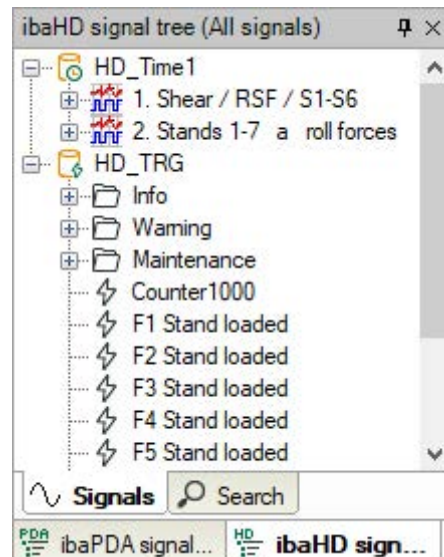 ibaHD signal tree (All signals)
HD_Time1
1. Shear / RSF / S1-S6
2. Stands 1-7 a roll forces
HD_TRG
Info
Warning
Maintenance
Counter1000
F1 Stand loaded
F2 Stand loaded
F3 Stand loaded
F4 Stand loaded
F5 Stand loaded
Signals Search
PDA ibaPDA signal... HD ibaHD sign...